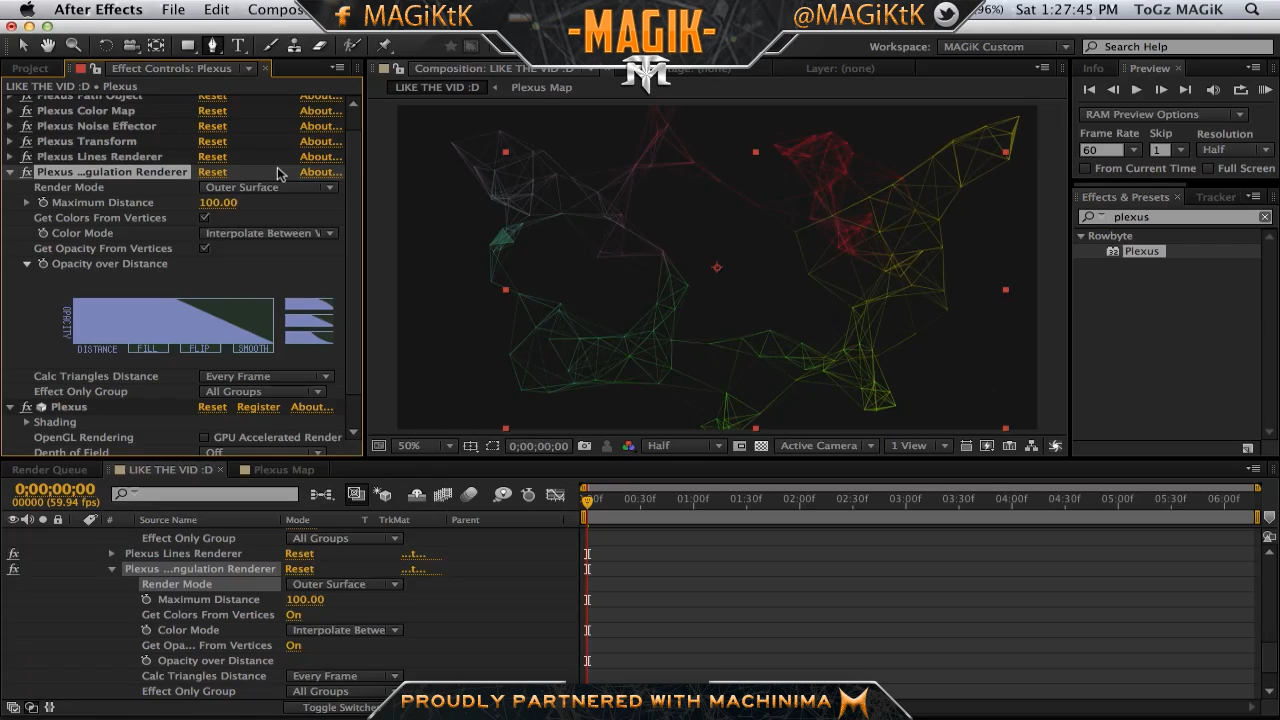 After Effects File Edit Compos
MAGiKtK
-MAGIK-
@MAGiKtK
96%) Sat 1:27:45 PM ToGz MAGiK
Workspace: MAGiK Custom
Search Help
Project
Effect Controls: Plexus
Composition: LIKE THE VID :D
(none)
Layer: (none)
Info
Preview
LIKE THE VID :D • Plexus
LIKE THE VID :D
Plexus Map
Plexus Path Object Reset About...
Plexus Color Map Reset About...
Plexus Noise Effector Reset About...
Plexus Transform Reset About...
Plexus Lines Renderer Reset About...
Plexus ...gulation Renderer Reset About...
Render Mode Outer Surface
Maximum Distance 100.00
Get Colors From Vertices
Color Mode Interpolate Between V
Get Opacity From Vertices
Opacity over Distance
OPACITY
DISTANCE FILL FLIP SMOOTH
Calc Triangles Distance Every Frame
Effect Only Group All Groups
Plexus Reset Register About...
Shading
OpenGL Rendering GPU Accelerated Render
Depth of Field Off
RAM Preview Options
Frame Rate Skip Resolution
60 1 Half
From Current Time Full Screen
Effects & Presets Tracker
plexus
Rowbyte
32 Plexus
50% 0;00;00;00 Half Active Camera 1 View
Render Queue LIKE THE VID :D Plexus Map
0;00;00;00
00000 (59.94 fps)
00f 00:30f 01:00f 01:30f 02:00f 02:30f 03:00f 03:30f 04:00f 04:30f 05:00f 05:30f 06:00f
# Source Name Mode T TrkMat Parent
Effect Only Group All Groups
Plexus Lines Renderer Reset ...t...
Plexus ...ngulation Renderer Reset ...t...
Render Mode Outer Surface
Maximum Distance 100.00
Get Colors From Vertices On
Color Mode Interpolate Betwe
Get Opa... From Vertices On
Opacity over Distance
Calc Triangles Distance Every Frame
Effect Only Group All Groups
Toggle Switche
PROUDLY PARTNERED WITH MACHINIMA